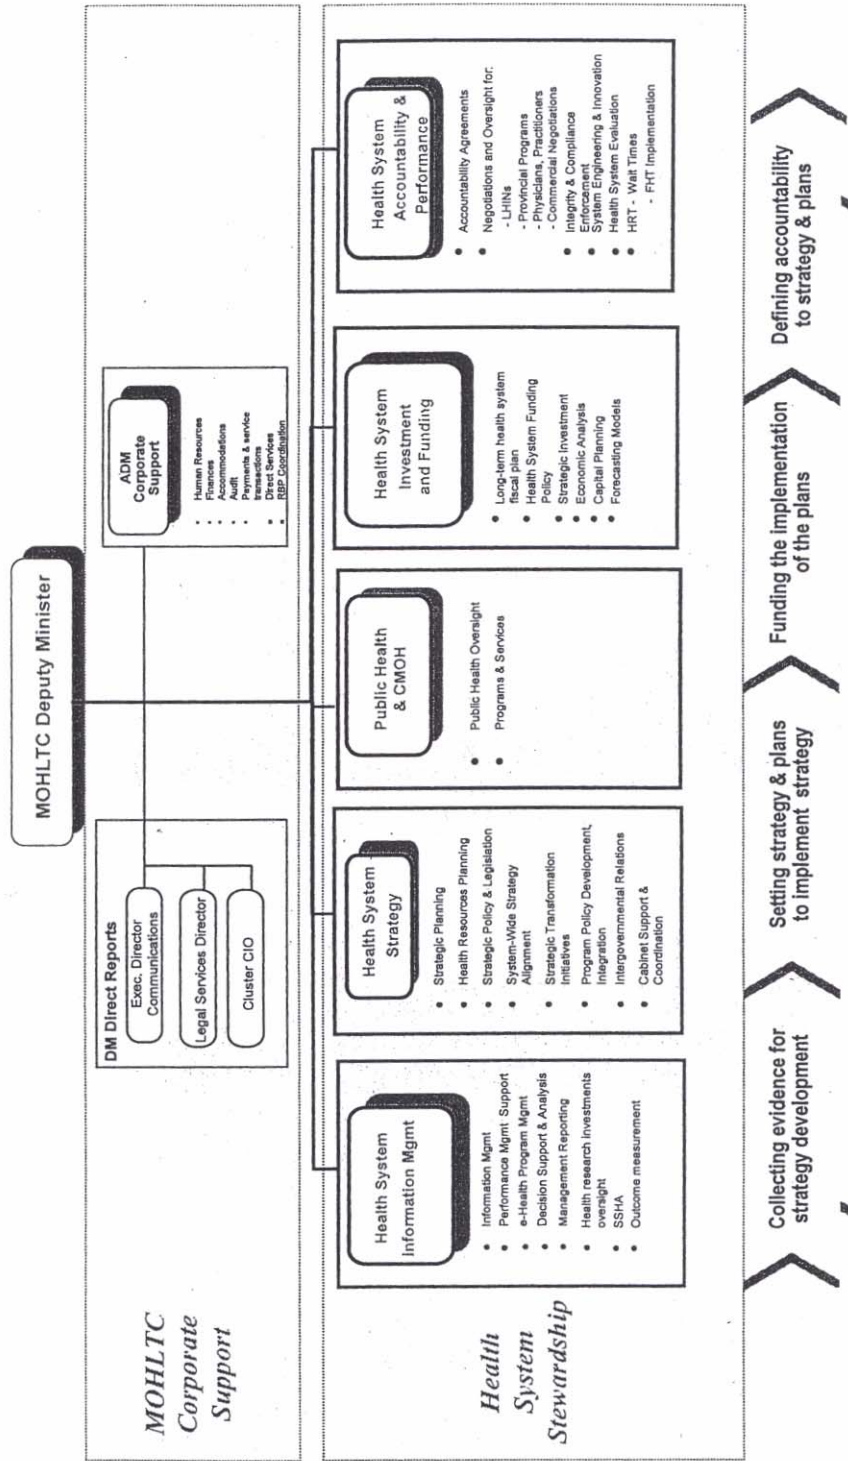 MOHLTC Deputy Minister
MOHLTC
Corporate
Support
DM Direct Reports
Exec. Director
Communications
Legal Services Director
Cluster CIO
ADM
Corporate
Support
• Human Resources
• Finances
• Accommodations
• Audit
• Payments & service
transactions
• Direct Services
• RBP Coordination
Health
System
Stewardship
Health System
Information Mgmt
• Information Mgmt
• Performance Mgmt Support
• e-Health Program Mgmt
• Decision Support & Analysis
• Management Reporting
• Health research investments
oversight
• SSHA
• Outcome measurement
Health System
Strategy
• Strategic Planning
• Health Resources Planning
• Strategic Policy & Legislation
• System-Wide Strategy
Alignment
• Strategic Transformation
Initiatives
• Program Policy Development,
Integration
• Intergovernmental Relations
• Cabinet Support &
Coordination
Public Health
& CMOH
• Public Health Oversight
• Programs & Services
Health System
Investment
and Funding
• Long-term health system
fiscal plan
• Health System Funding
Policy
• Strategic Investment
• Economic Analysis
• Capital Planning
• Forecasting Models
Health System
Accountability &
Performance
• Accountability Agreements
• Negotiations and Oversight for:
- LHINs
- Provincial Programs
- Physicians, Practitioners
- Commercial Negotiations
• Integrity & Compliance
Enforcement
• System Engineering & Innovation
• Health System Evaluation
• HRT - Wait Times
- FHT Implementation
Collecting evidence for
strategy development
Setting strategy & plans
to implement strategy
Funding the implementation
of the plans
Defining accountability
to strategy & plans